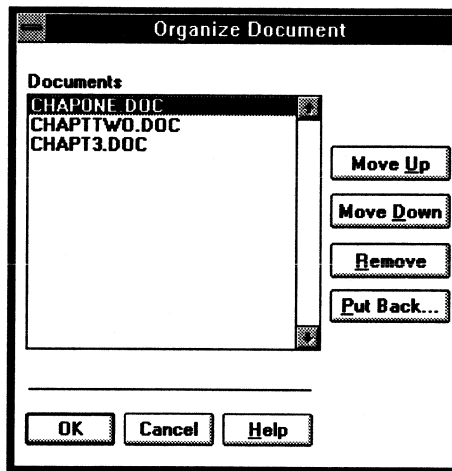 Organize Document
Documents
CHAPONE.DOC
CHAPTTWO.DOC
CHAPT3.DOC
Move Up
Move Down
Remove
Put Back...
OK Cancel Help